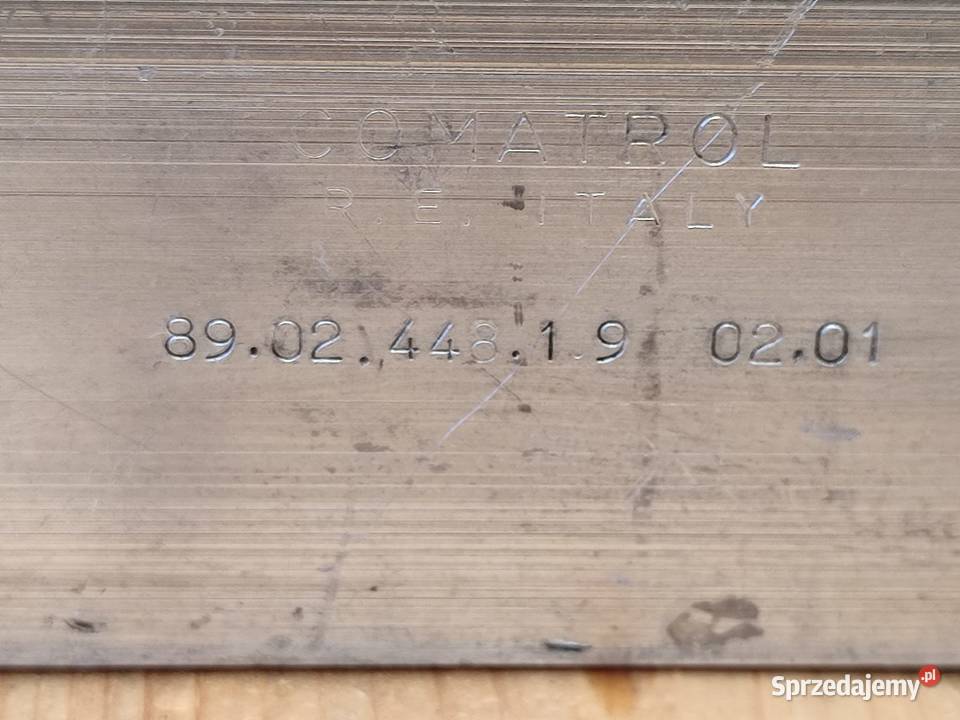 COMATROL
R.E. ITALY
89.02.448.1.9 02.01
Sprzedajemy.pl